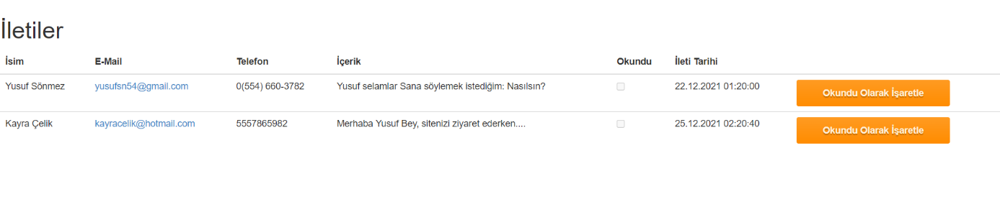 İletiler
İsim E-Mail Telefon İçerik Okundu İleti Tarihi
Yusuf Sönmez yusufsn54@gmail.com 0(554) 660-3782 Yusuf selamlar Sana söylemek istediğim: Nasılsın? 22.12.2021 01:20:00 Okundu Olarak İşaretle
Kayra Çelik kayracelik@hotmail.com 5557865982 Merhaba Yusuf Bey, sitenizi ziyaret ederken.... 25.12.2021 02:20:40 Okundu Olarak İşaretle